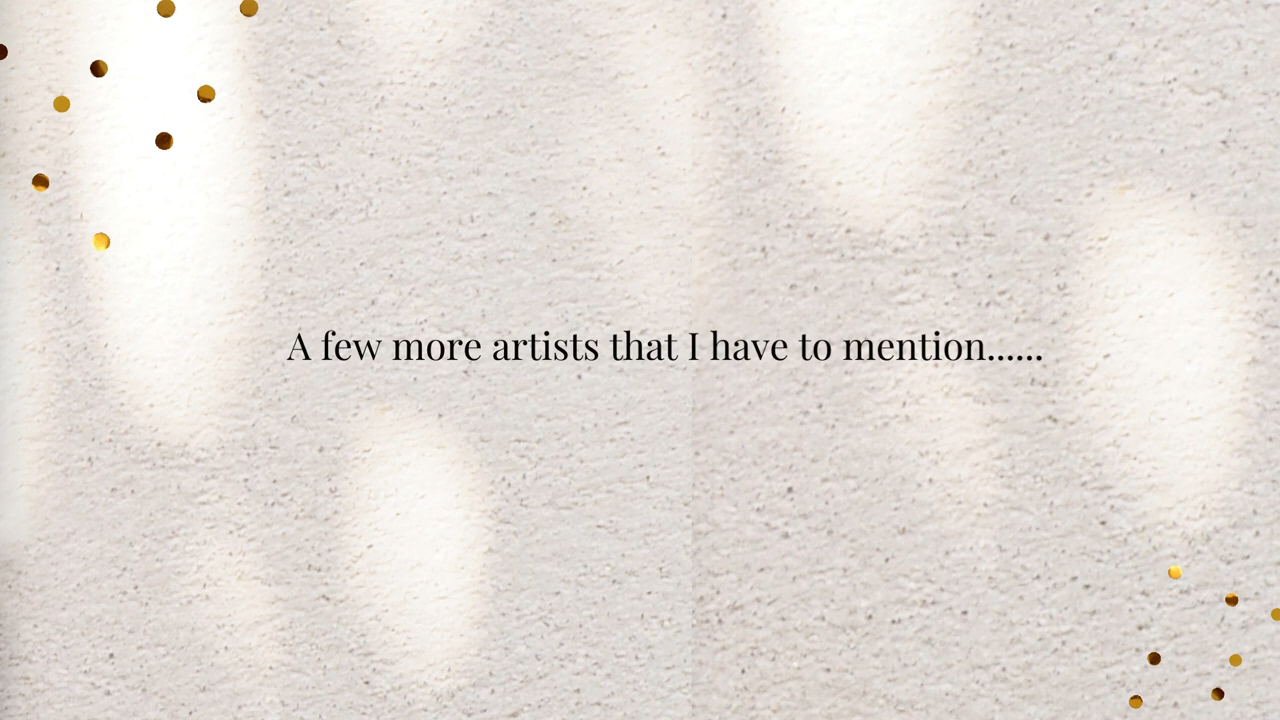 A few more artists that I have to mention......